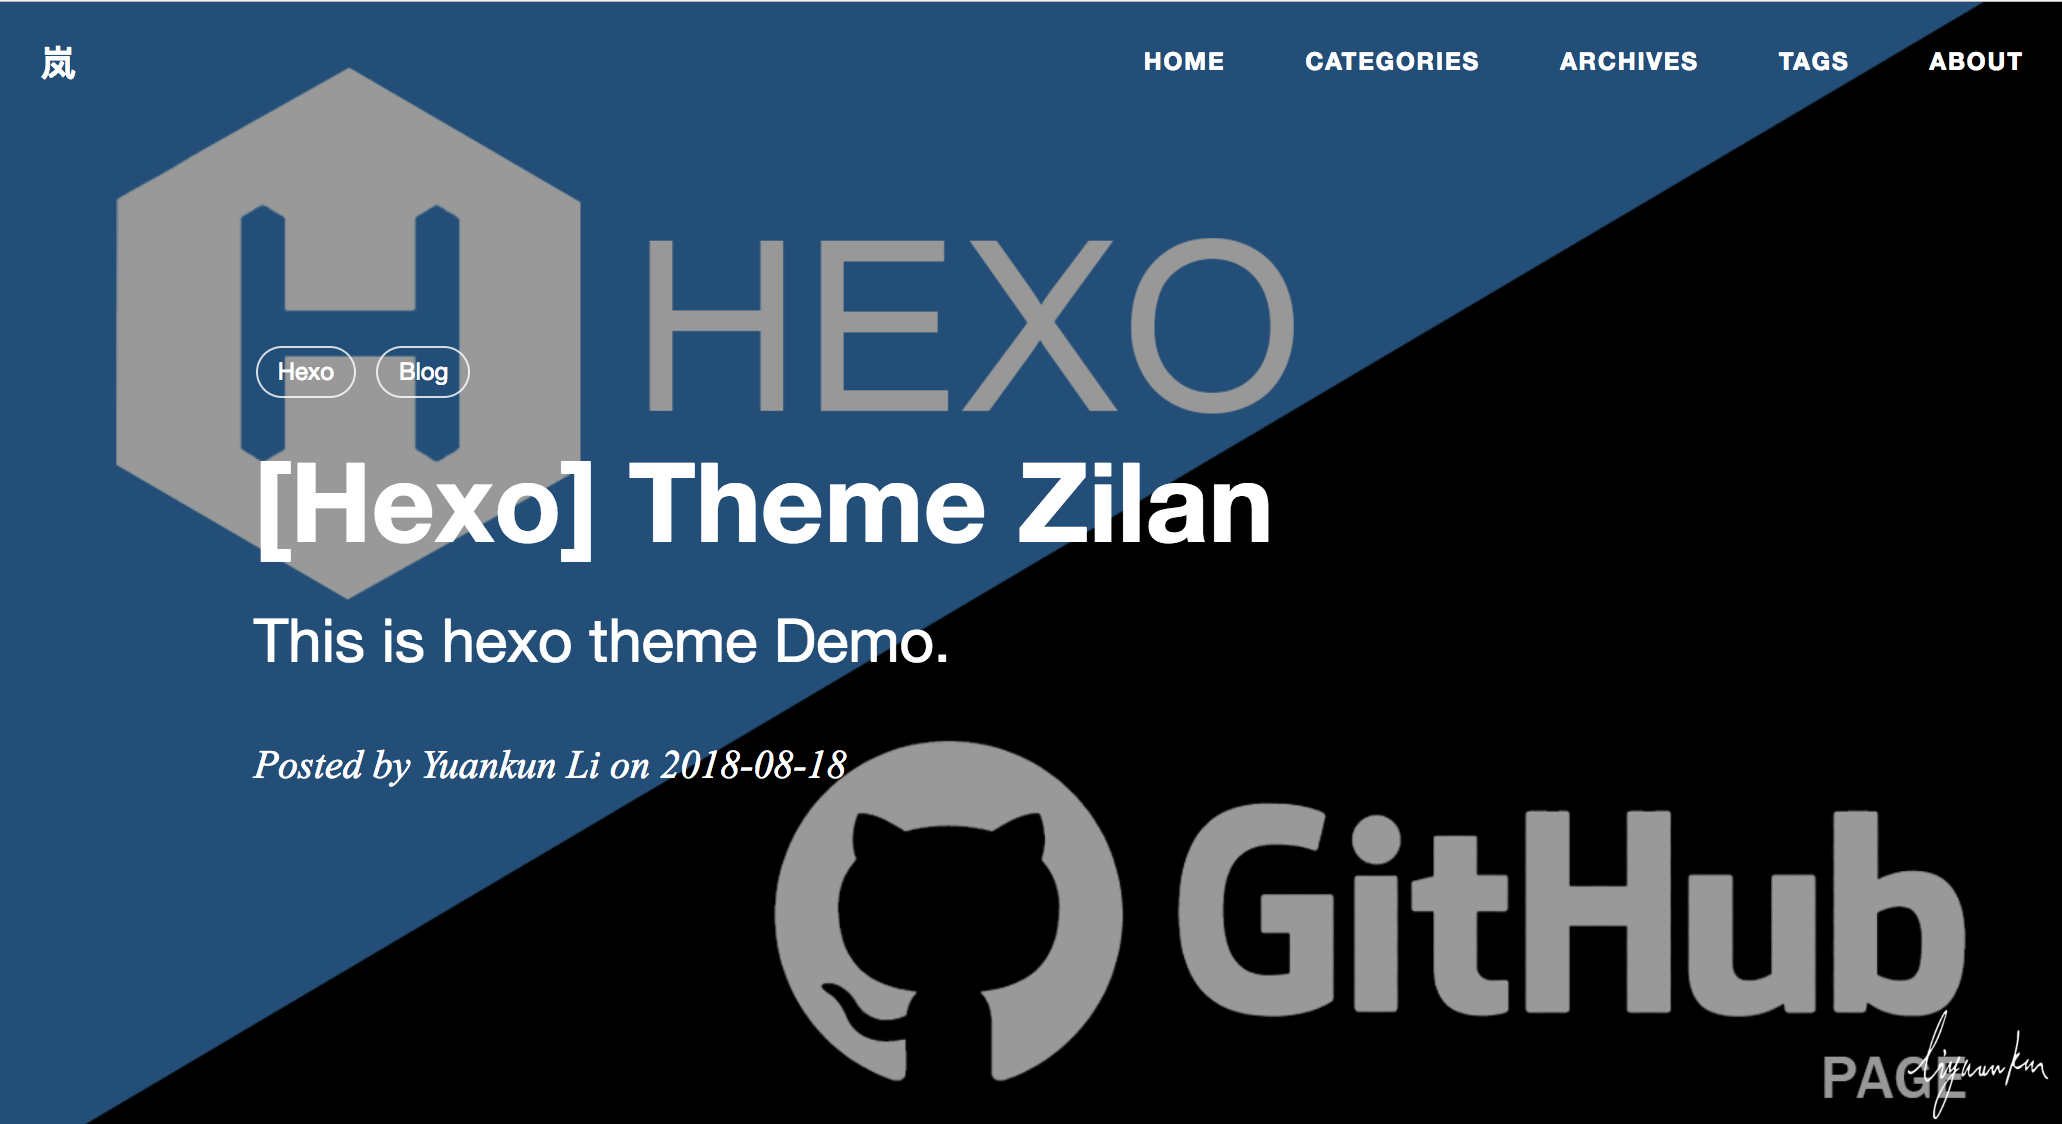 岚
HOME CATEGORIES ARCHIVES TAGS ABOUT
HEXO
Hexo Blog
[Hexo] Theme Zilan
This is hexo theme Demo.
Posted by Yuankun Li on 2018-08-18
GitHub
PAGE
liyuankun